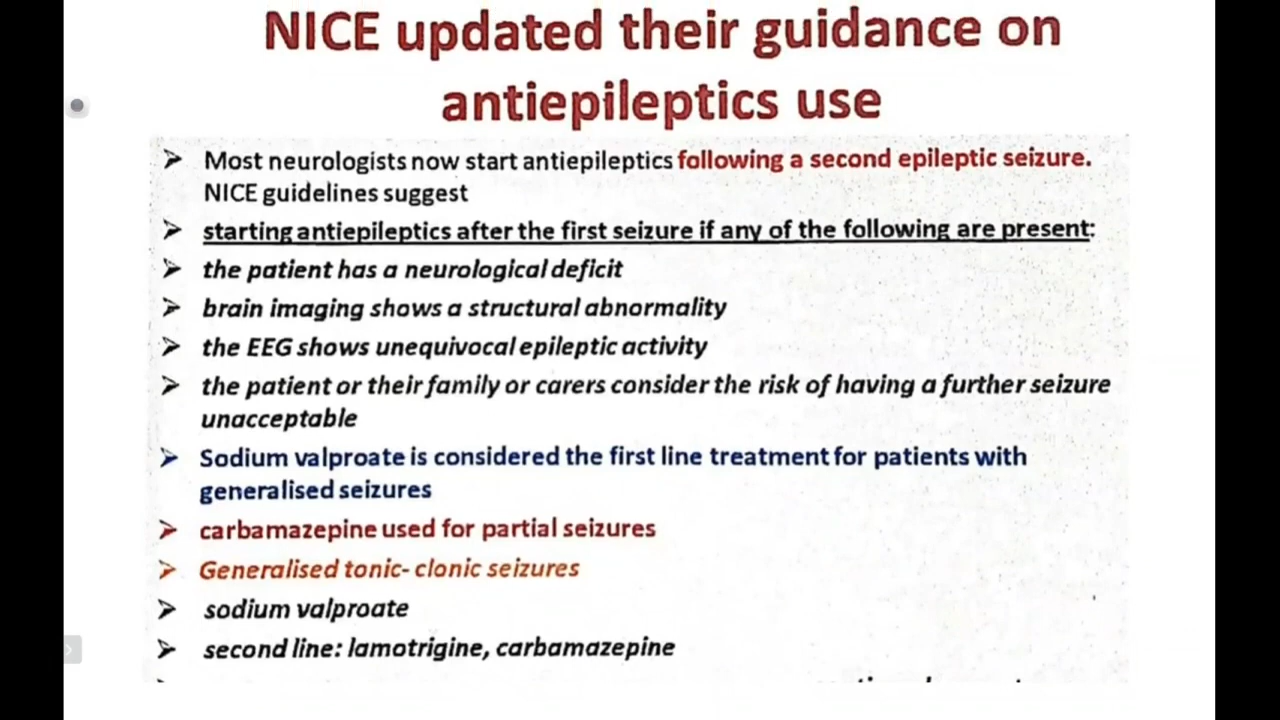 NICE updated their guidance on
antiepileptics use
➤ Most neurologists now start antiepileptics following a second epileptic seizure.
NICE guidelines suggest
➤ starting antiepileptics after the first seizure if any of the following are present:
➤ the patient has a neurological deficit
➤ brain imaging shows a structural abnormality
➤ the EEG shows unequivocal epileptic activity
➤ the patient or their family or carers consider the risk of having a further seizure
unacceptable
➤ Sodium valproate is considered the first line treatment for patients with
generalised seizures
➤ carbamazepine used for partial seizures
➤ Generalised tonic- clonic seizures
➤ sodium valproate
➤ second line: lamotrigine, carbamazepine